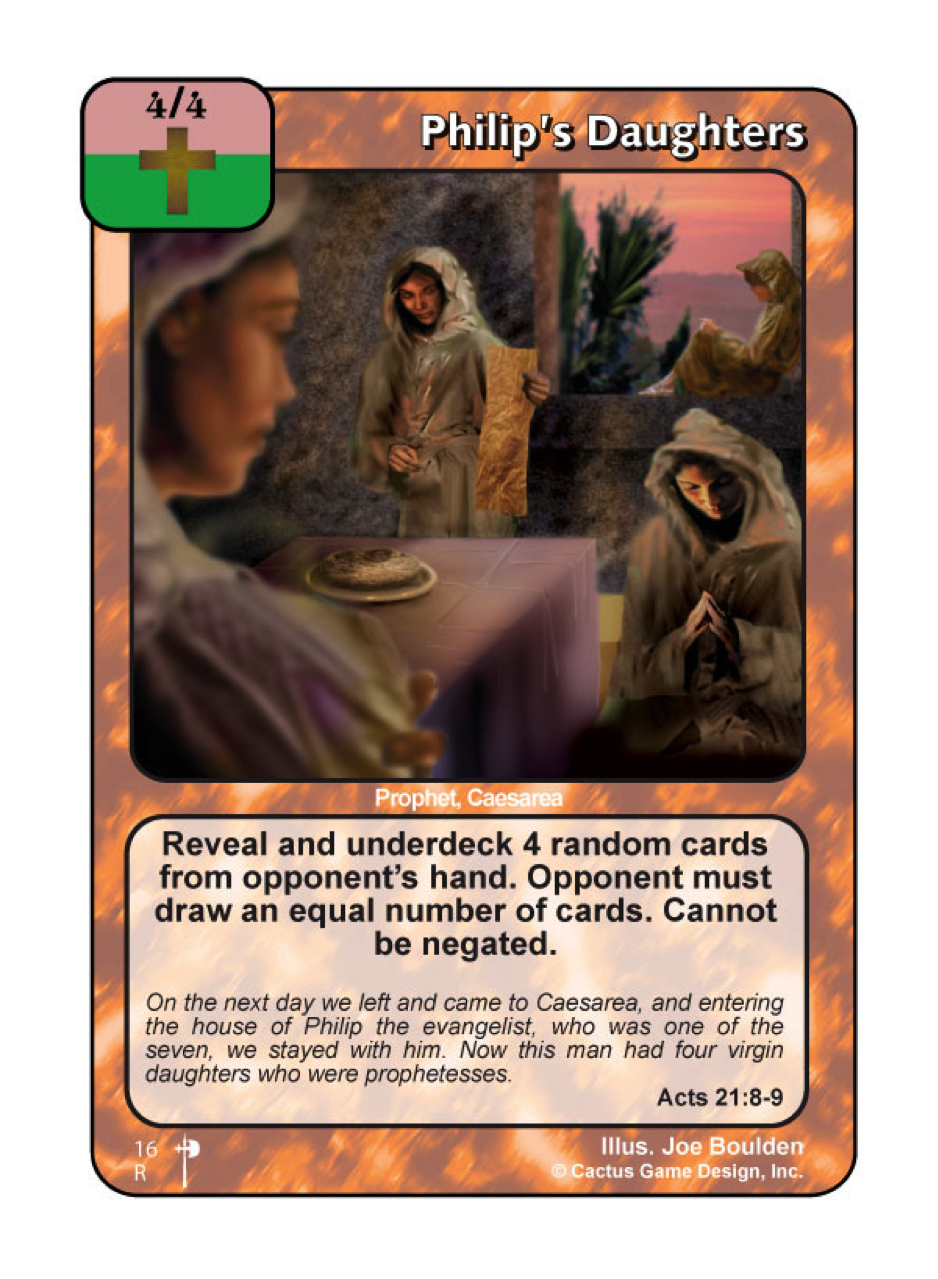 4/4
Philip's Daughters
Prophet, Caesarea
Reveal and underdeck 4 random cards
from opponent's hand. Opponent must
draw an equal number of cards. Cannot
be negated.
On the next day we left and came to Caesarea, and entering
the house of Philip the evangelist, who was one of the
seven, we stayed with him. Now this man had four virgin
daughters who were prophetesses.
Acts 21:8-9
16
R
Illus. Joe Boulden
© Cactus Game Design, Inc.